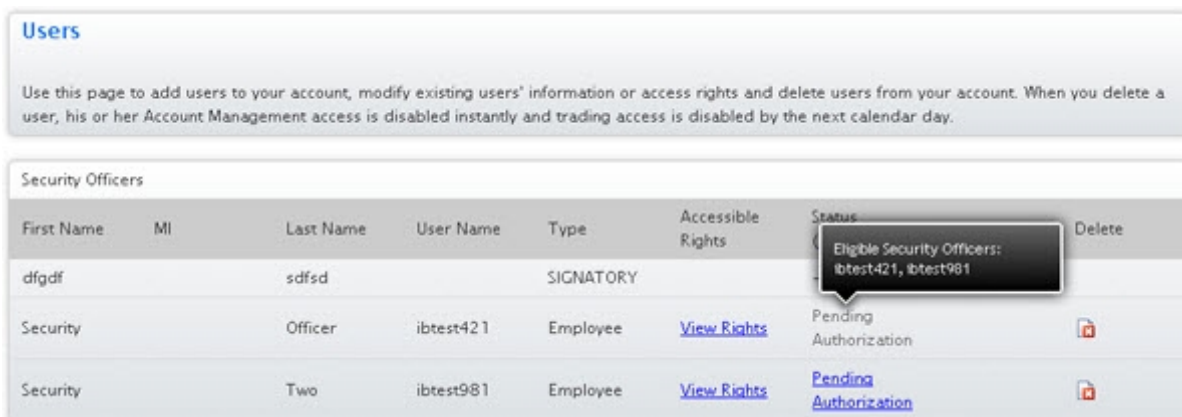 Users
Use this page to add users to your account, modify existing users' information or access rights and delete users from your account. When you delete a
user, his or her Account Management access is disabled instantly and trading access is disabled by the next calendar day.
Security Officers
First Name MI Last Name User Name Type Accessible Rights Status Delete
Eligible Security Officers:
ibtest421, ibtest981
dfgdf sdfsd SIGNATORY
Security Officer ibtest421 Employee View Rights Pending Authorization
Security Two ibtest981 Employee View Rights Pending Authorization